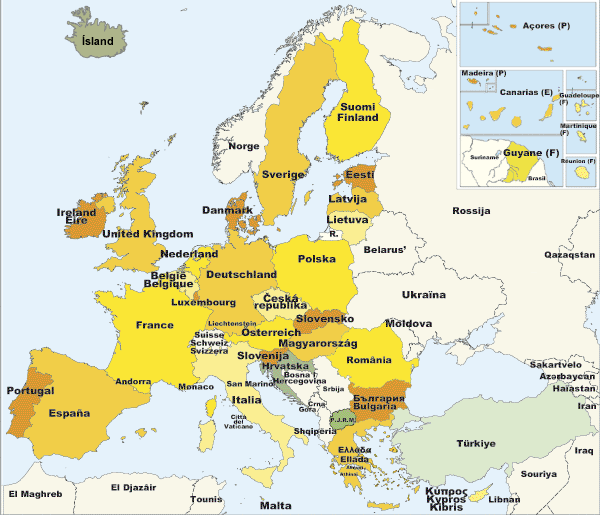 Ísland
Açores (P)
Madeira (P)
Canarias (E)
Guadeloupe
(F)
Martinique
(F)
Réunion (F)
Guyane (F)
Suriname
Brasil
Suomi
Finland
Norge
Sverige
Eesti
Latvija
Lietuva
R.
Rossija
Belarus'
Danmark
Ireland
Eire
United Kingdom
Nederland
België
Belgique
Deutschland
Polska
Qazaqstan
Luxembourg
Česká
republika
Ukraïna
Slovensko
France
Liechtenstein
Österreich
Moldova
Suisse
Schweiz
Svizzera
Magyarország
Slovenija
Hrvatska
România
Sakartvelo
Azərbaycan
Haiastan
Bosna i
Hercegovina
Andorra
Monaco
San Marino
Srbija
Portugal
España
Italia
Crna
Gora
България
Bulgaria
Iran
Città
del
Vaticano
P.J.R.M.
Shqipëria
Türkiye
Ελλάδα
Ellada
Athinai
Iraq
Souriya
El Maghreb
El Djazâir
Tounis
Malta
Κύπρος
Kypros
Kibris
Libnan